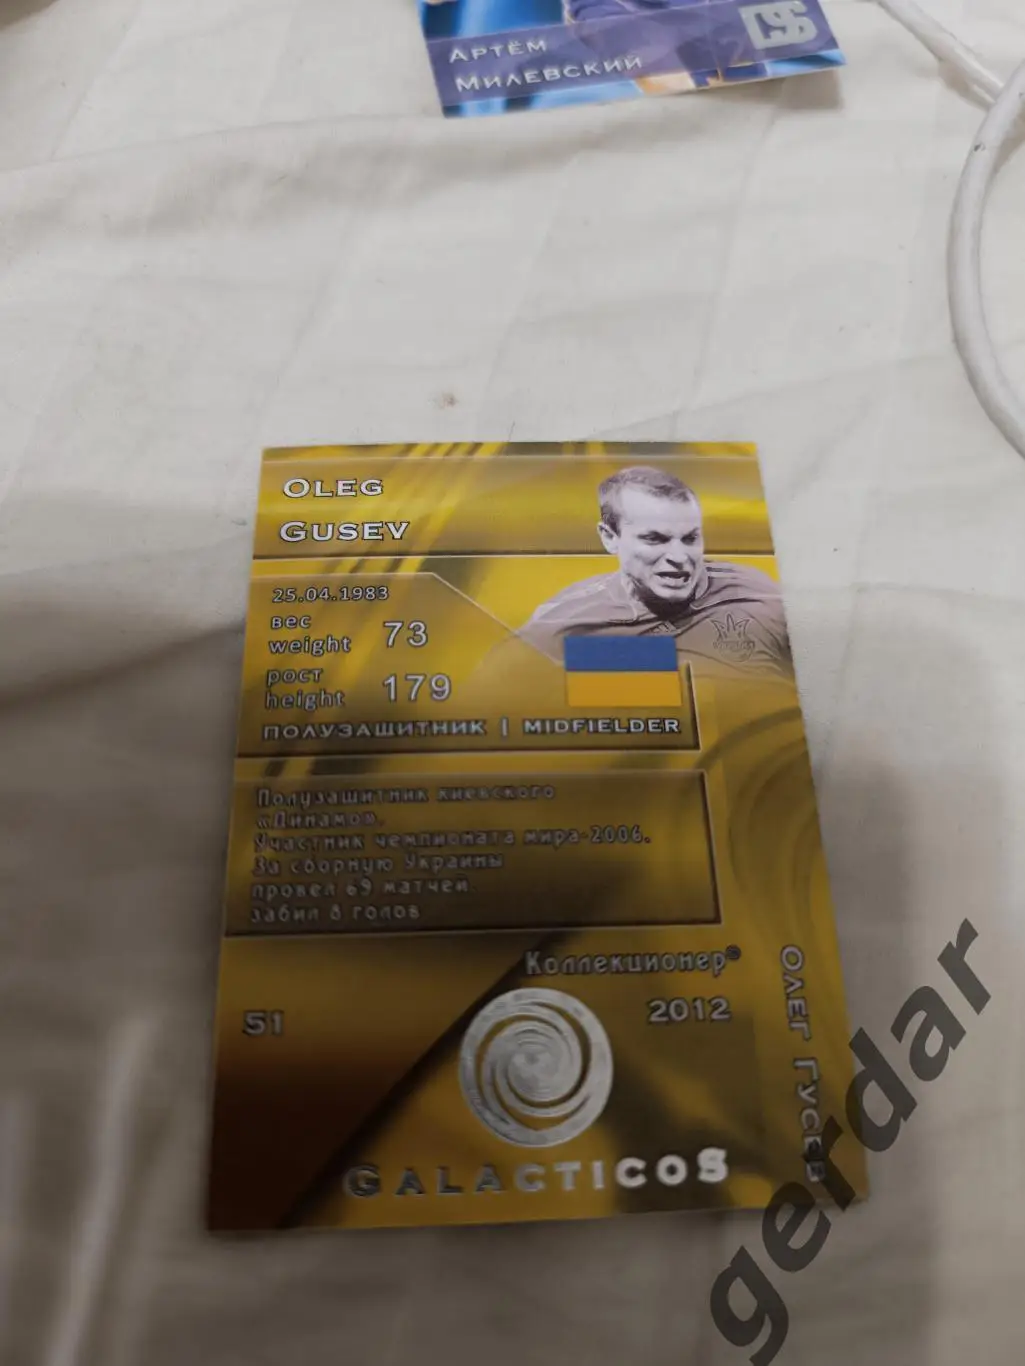 Артём
Милевский
Oleg
Gusev
25.04.1983
вес
weight 73
рост
height 179
ПОЛУЗАЩИТНИК | MIDFIELDER
Полузащитник киевского
«Динамо».
Участник чемпионата мира-2006.
За сборную Украины
провел 69 матчей,
забил 8 голов
Коллекционер®
51
2012
Galacticos
Олег Гусев
gerdar